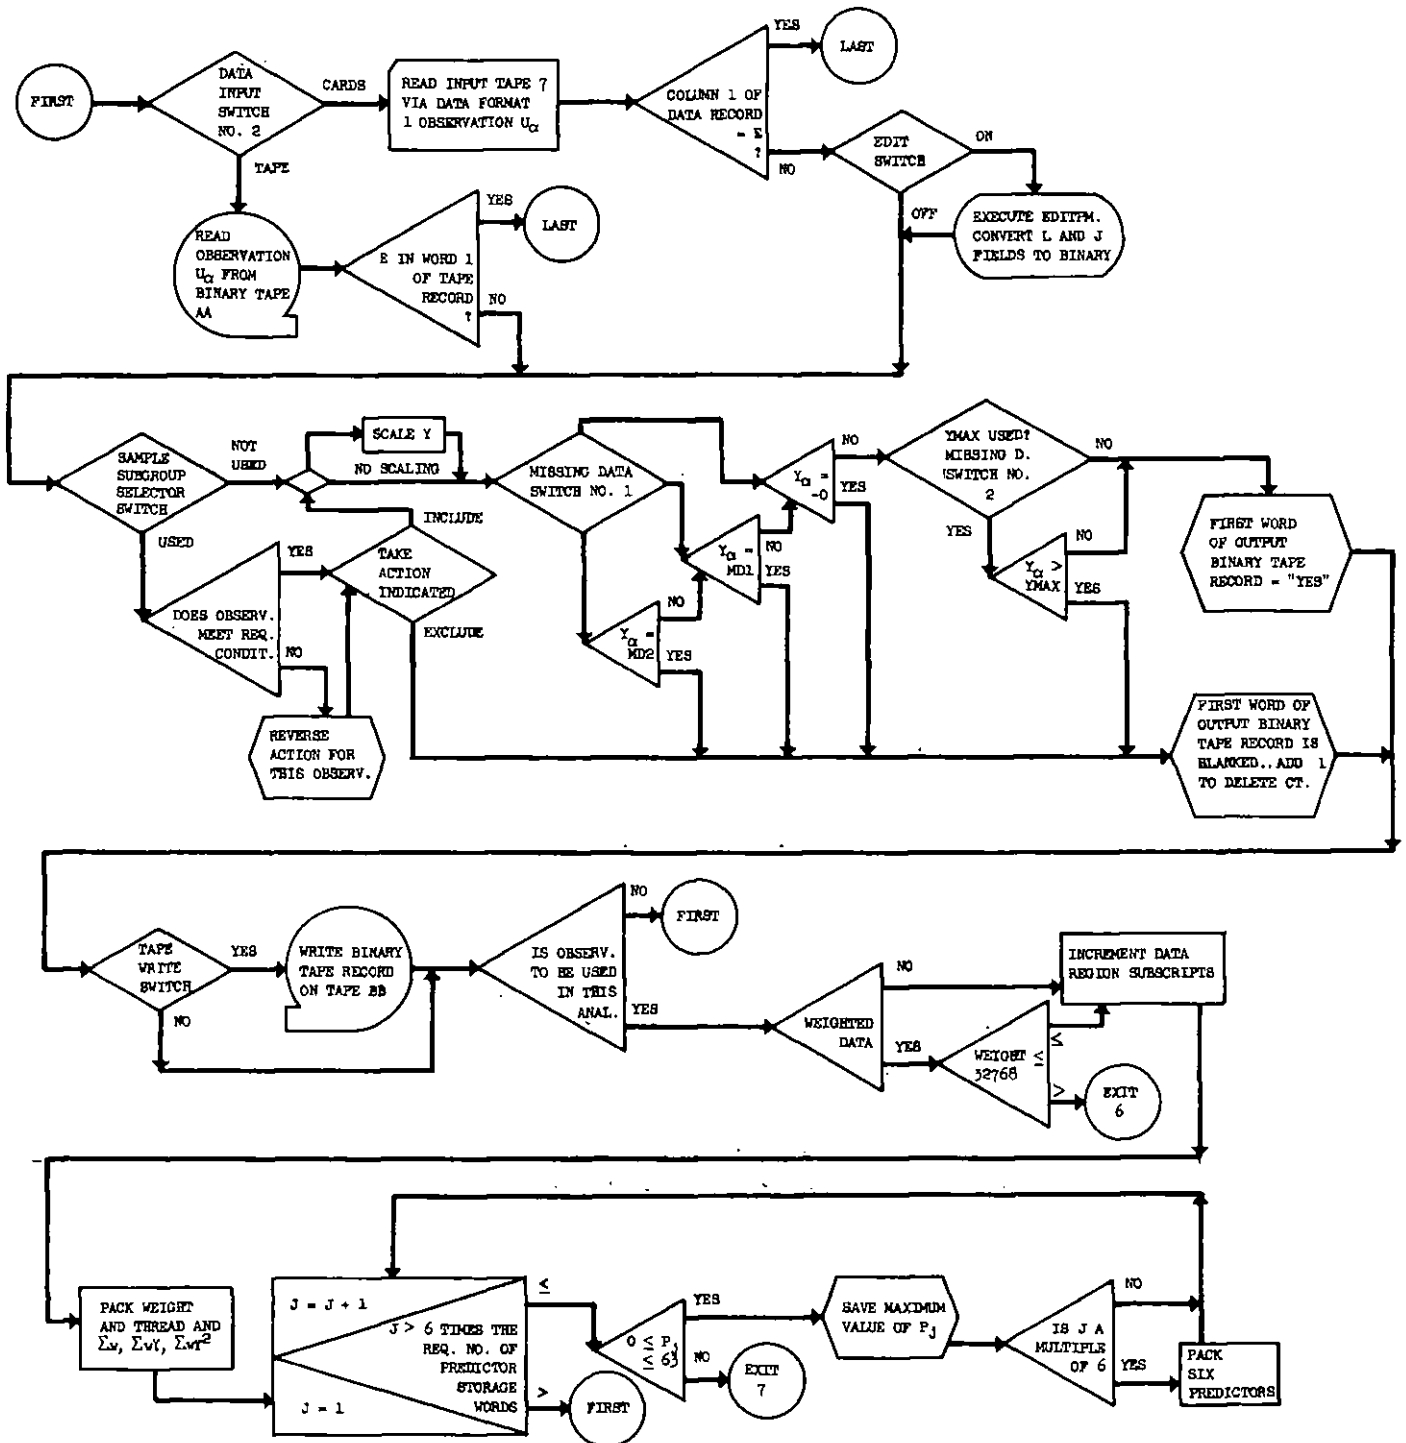 FIRST
DATA
INPUT
SWITCH
NO. 2
CARDS
TAPE
READ INPUT TAPE 7
VIA DATA FORMAT
1 OBSERVATION Uα
COLUMN 1 OF
DATA RECORD
= E
?
YES
LAST
NO
EDIT
SWITCH
ON
OFF
EXECUTE EDITPM.
CONVERT L AND J
FIELDS TO BINARY
READ
OBSERVATION
Uα FROM
BINARY TAPE
AA
E IN WORD 1
OF TAPE
RECORD
?
YES
LAST
NO
SAMPLE
SUBGROUP
SELECTOR
SWITCH
NOT
USED
USED
SCALE Y
NO SCALING
INCLUDE
DOES OBSERV.
MEET REQ.
CONDIT.
YES
NO
TAKE
ACTION
INDICATED
EXCLUDE
REVERSE
ACTION FOR
THIS OBSERV.
MISSING DATA
SWITCH NO. 1
Yα =
MD2
NO
YES
Yα =
MD1
NO
YES
Yα =
-0
NO
YES
YMAX USED?
MISSING D.
SWITCH NO.
2
NO
YES
Yα >
YMAX
NO
YES
FIRST WORD
OF OUTPUT
BINARY TAPE
RECORD = "YES"
FIRST WORD OF
OUTPUT BINARY
TAPE RECORD IS
BLANKED..ADD 1
TO DELETE CT.
TAPE
WRITE
SWITCH
YES
NO
WRITE BINARY
TAPE RECORD
ON TAPE BB
IS OBSERV.
TO BE USED
IN THIS
ANAL.
NO
FIRST
YES
WEIGHTED
DATA
NO
YES
WEIGHT ≤
32768
≤
>
EXIT
6
INCREMENT DATA
REGION SUBSCRIPTS
PACK WEIGHT
AND THREAD AND
Σw, ΣwY, ΣwY²
J = J + 1
J > 6 TIMES THE
REQ. NO. OF
PREDICTOR
STORAGE
WORDS
J = 1
≤
>
FIRST
0 ≤ Pj
≤ 63
YES
NO
EXIT
7
SAVE MAXIMUM
VALUE OF Pj
IS J A
MULTIPLE
OF 6
NO
YES
PACK
SIX
PREDICTORS